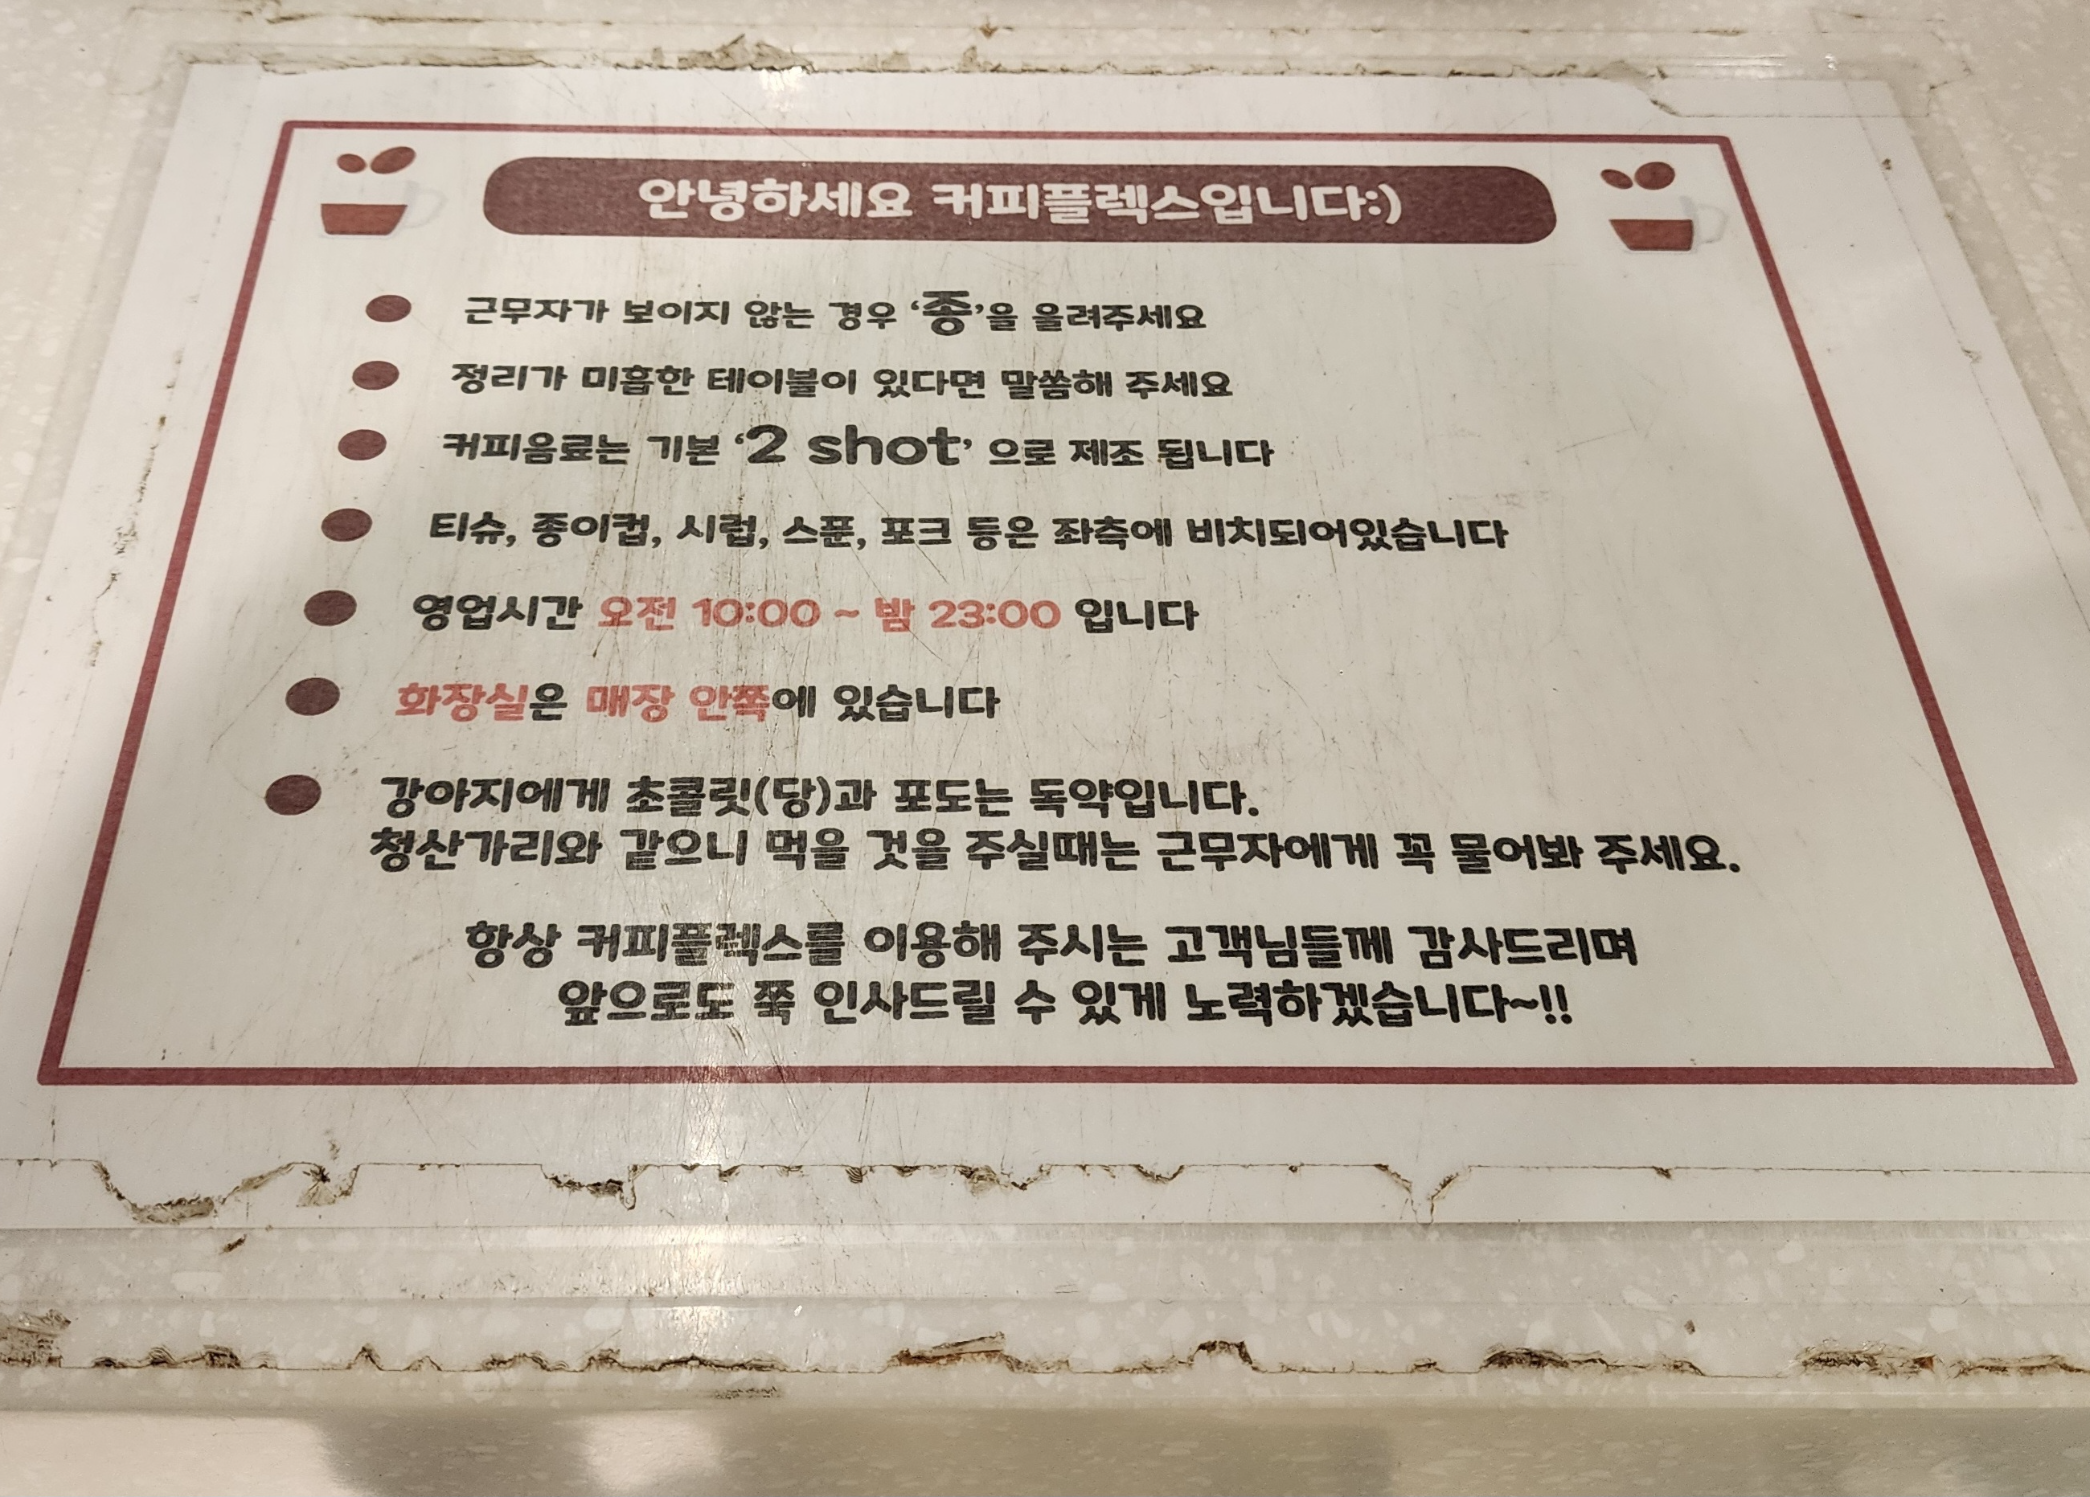 안녕하세요 커피플렉스입니다:)
근무자가 보이지 않는 경우 ‘종’을 울려주세요
정리가 미흡한 테이블이 있다면 말씀해 주세요
커피음료는 기본 ‘2 shot’ 으로 제조 됩니다
티슈, 종이컵, 시럽, 스푼, 포크 등은 좌측에 비치되어있습니다
영업시간 오전 10:00 ~ 밤 23:00 입니다
화장실은 매장 안쪽에 있습니다
강아지에게 초콜릿(당)과 포도는 독약입니다.
청산가리와 같으니 먹을 것을 주실때는 근무자에게 꼭 물어봐 주세요.
항상 커피플렉스를 이용해 주시는 고객님들께 감사드리며
앞으로도 쭉 인사드릴 수 있게 노력하겠습니다~!!